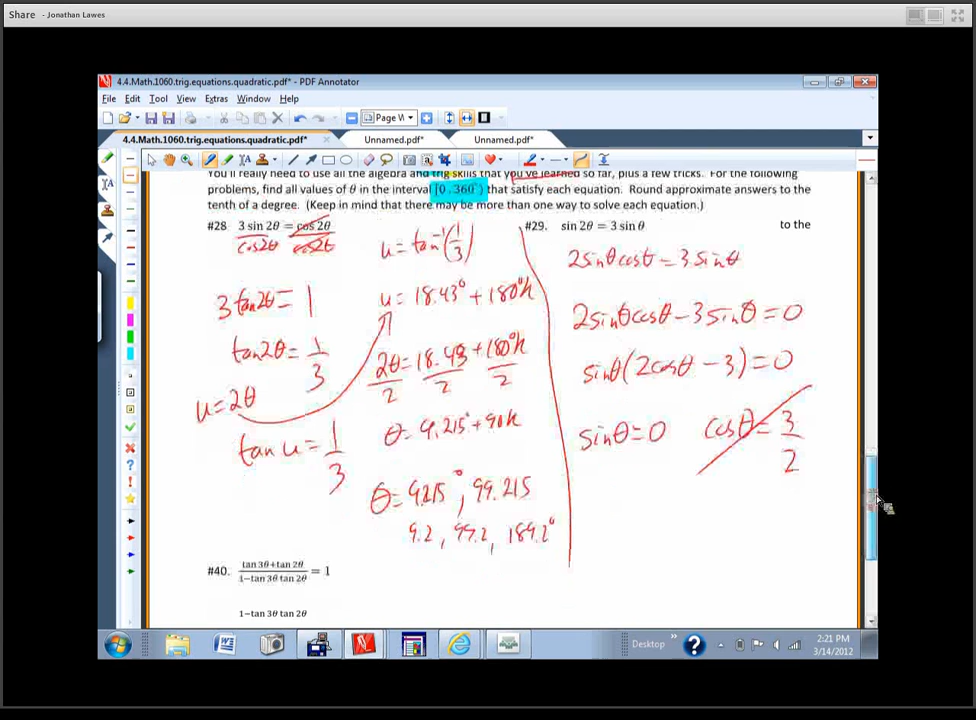 Share - Jonathan Lawes
4.4.Math.1060.trig.equations.quadratic.pdf* - PDF Annotator
File Edit Tool View Extras Window Help
Page W
4.4.Math.1060.trig.equations.quadratic.pdf* Unnamed.pdf* Unnamed.pdf*
You'll really need to use all the algebra and trig skills that you've learned so far, plus a few tricks. For the following
problems, find all values of θ in the interval [0, 360°) that satisfy each equation. Round approximate answers to the
tenth of a degree. (Keep in mind that there may be more than one way to solve each equation.)
#28 3 sin 2θ = cos 2θ
cos2θ cos2θ
3tan2θ = 1
tan2θ = 1/3
u = 2θ
tan u = 1/3
u = tan⁻¹(1/3)
u = 18.43° + 180°k
2θ = 18.43 + 180°k
2 2 2
θ = 9.215° + 90k
θ = 9.215°, 99.215
9.2, 99.2, 189.2°
#29. sin 2θ = 3 sin θ to the
2sinθcosθ = 3sinθ
2sinθcosθ - 3sinθ = 0
sinθ(2cosθ - 3) = 0
sinθ = 0 cosθ = 3/2
#40. tan 3θ+tan 2θ / 1−tan 3θ tan 2θ = 1
1−tan 3θ tan 2θ
Desktop
2:21 PM
3/14/2012